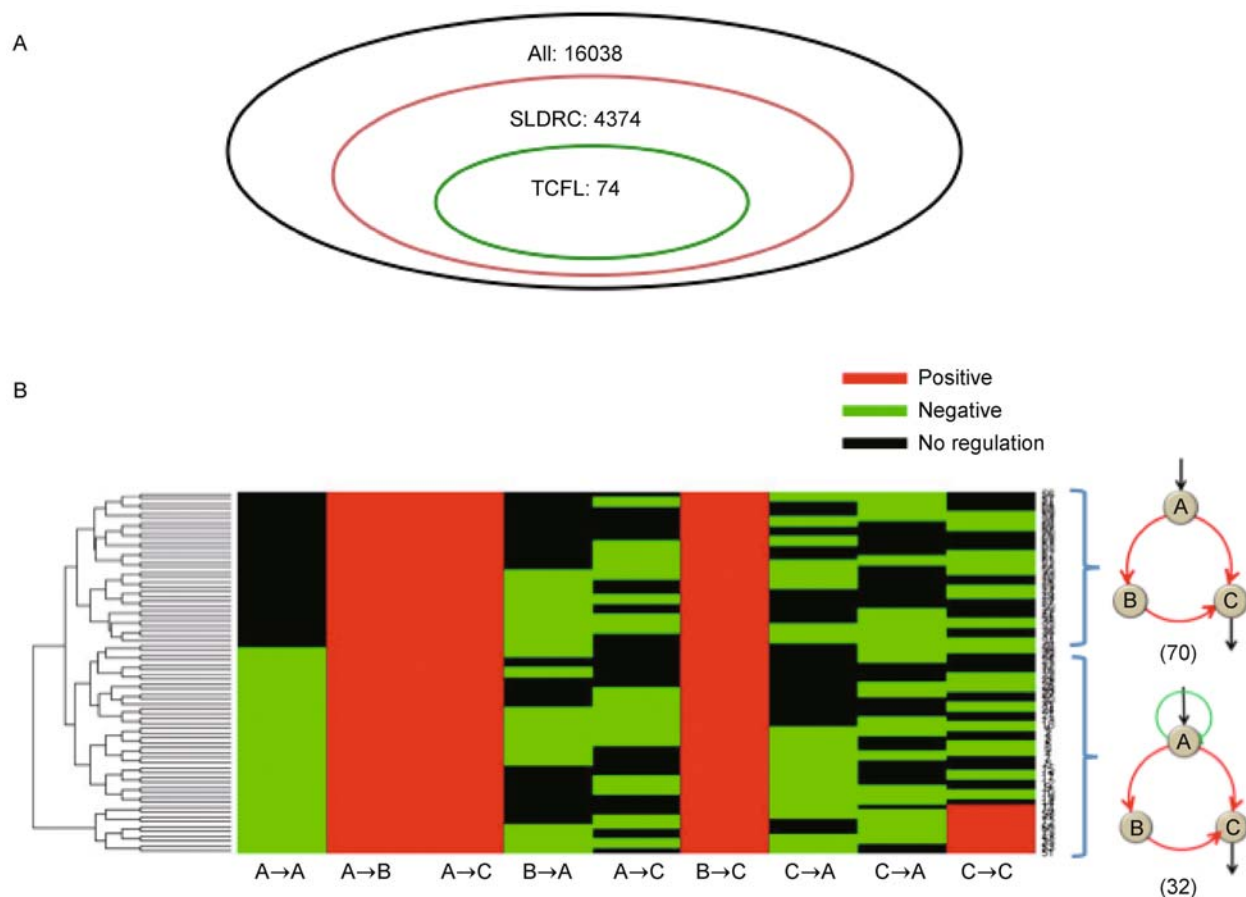 A
All: 16038
SLDRC: 4374
TCFL: 74
B
Positive
Negative
No regulation
A
B
C
(70)
A
B
C
(32)
A→A A→B A→C B→A A→C B→C C→A C→A C→C